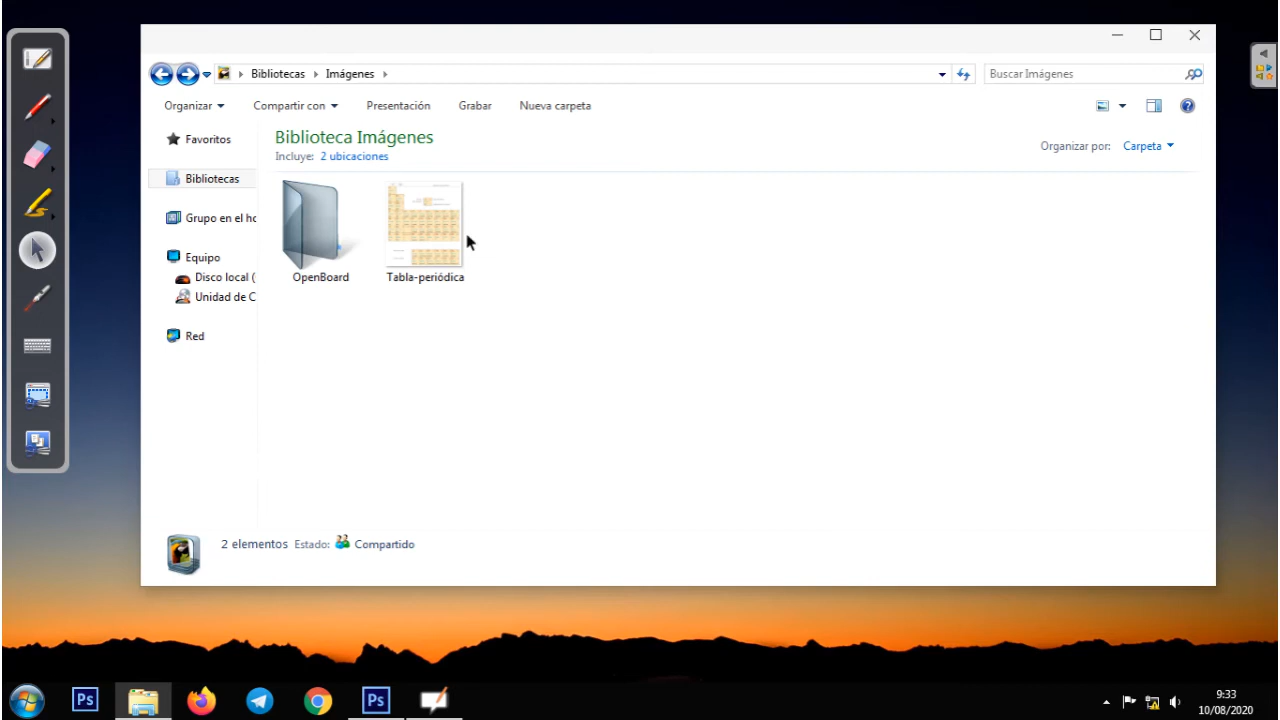 Bibliotecas Imágenes
Buscar Imágenes
Organizar Compartir con Presentación Grabar Nueva carpeta
Favoritos
Bibliotecas
Grupo en el ho
Equipo
Disco local (
Unidad de C
Red
Biblioteca Imágenes
Incluye: 2 ubicaciones
Organizar por: Carpeta
OpenBoard
Tabla-periódica
2 elementos Estado: Compartido
Ps
Ps
9:33
10/08/2020